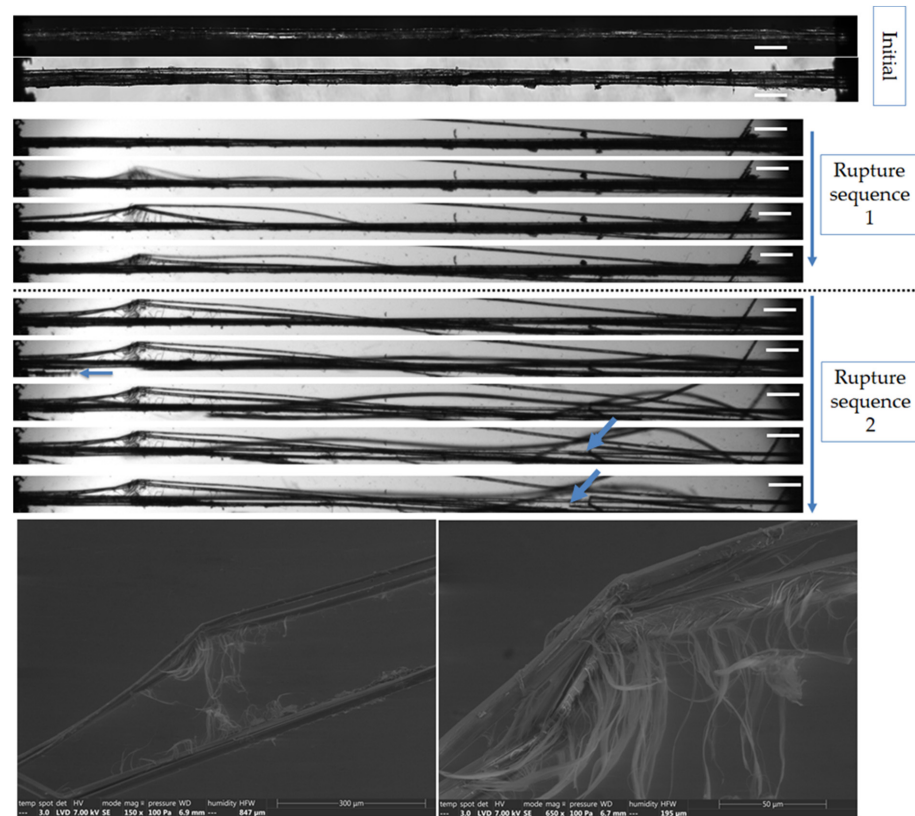 Initial
Rupture
sequence
1
Rupture
sequence
2
temp spot det HV mode mag ⌗ pressure WD humidity HFW
--- 3.0 LVD 7.00 kV SE 150 x 100 Pa 6.9 mm --- 847 µm
300 µm
temp spot det HV mode mag ⌗ pressure WD humidity HFW
--- 3.0 LVD 7.00 kV SE 650 x 100 Pa 6.7 mm --- 195 µm
50 µm